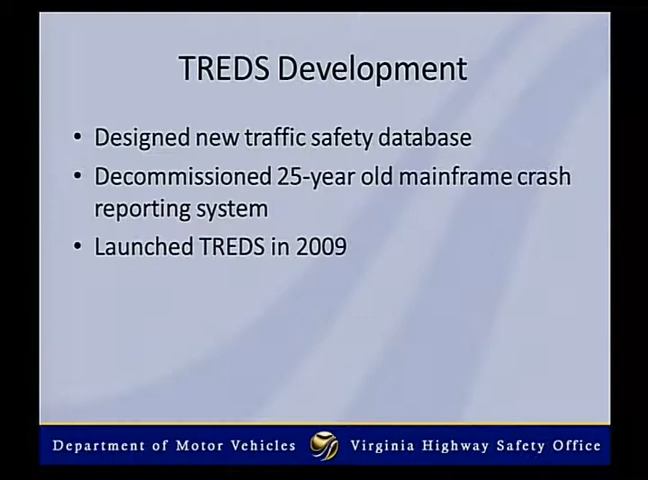 TREDS Development
• Designed new traffic safety database
• Decommissioned 25-year old mainframe crash
reporting system
• Launched TREDS in 2009
Department of Motor Vehicles Virginia Highway Safety Office